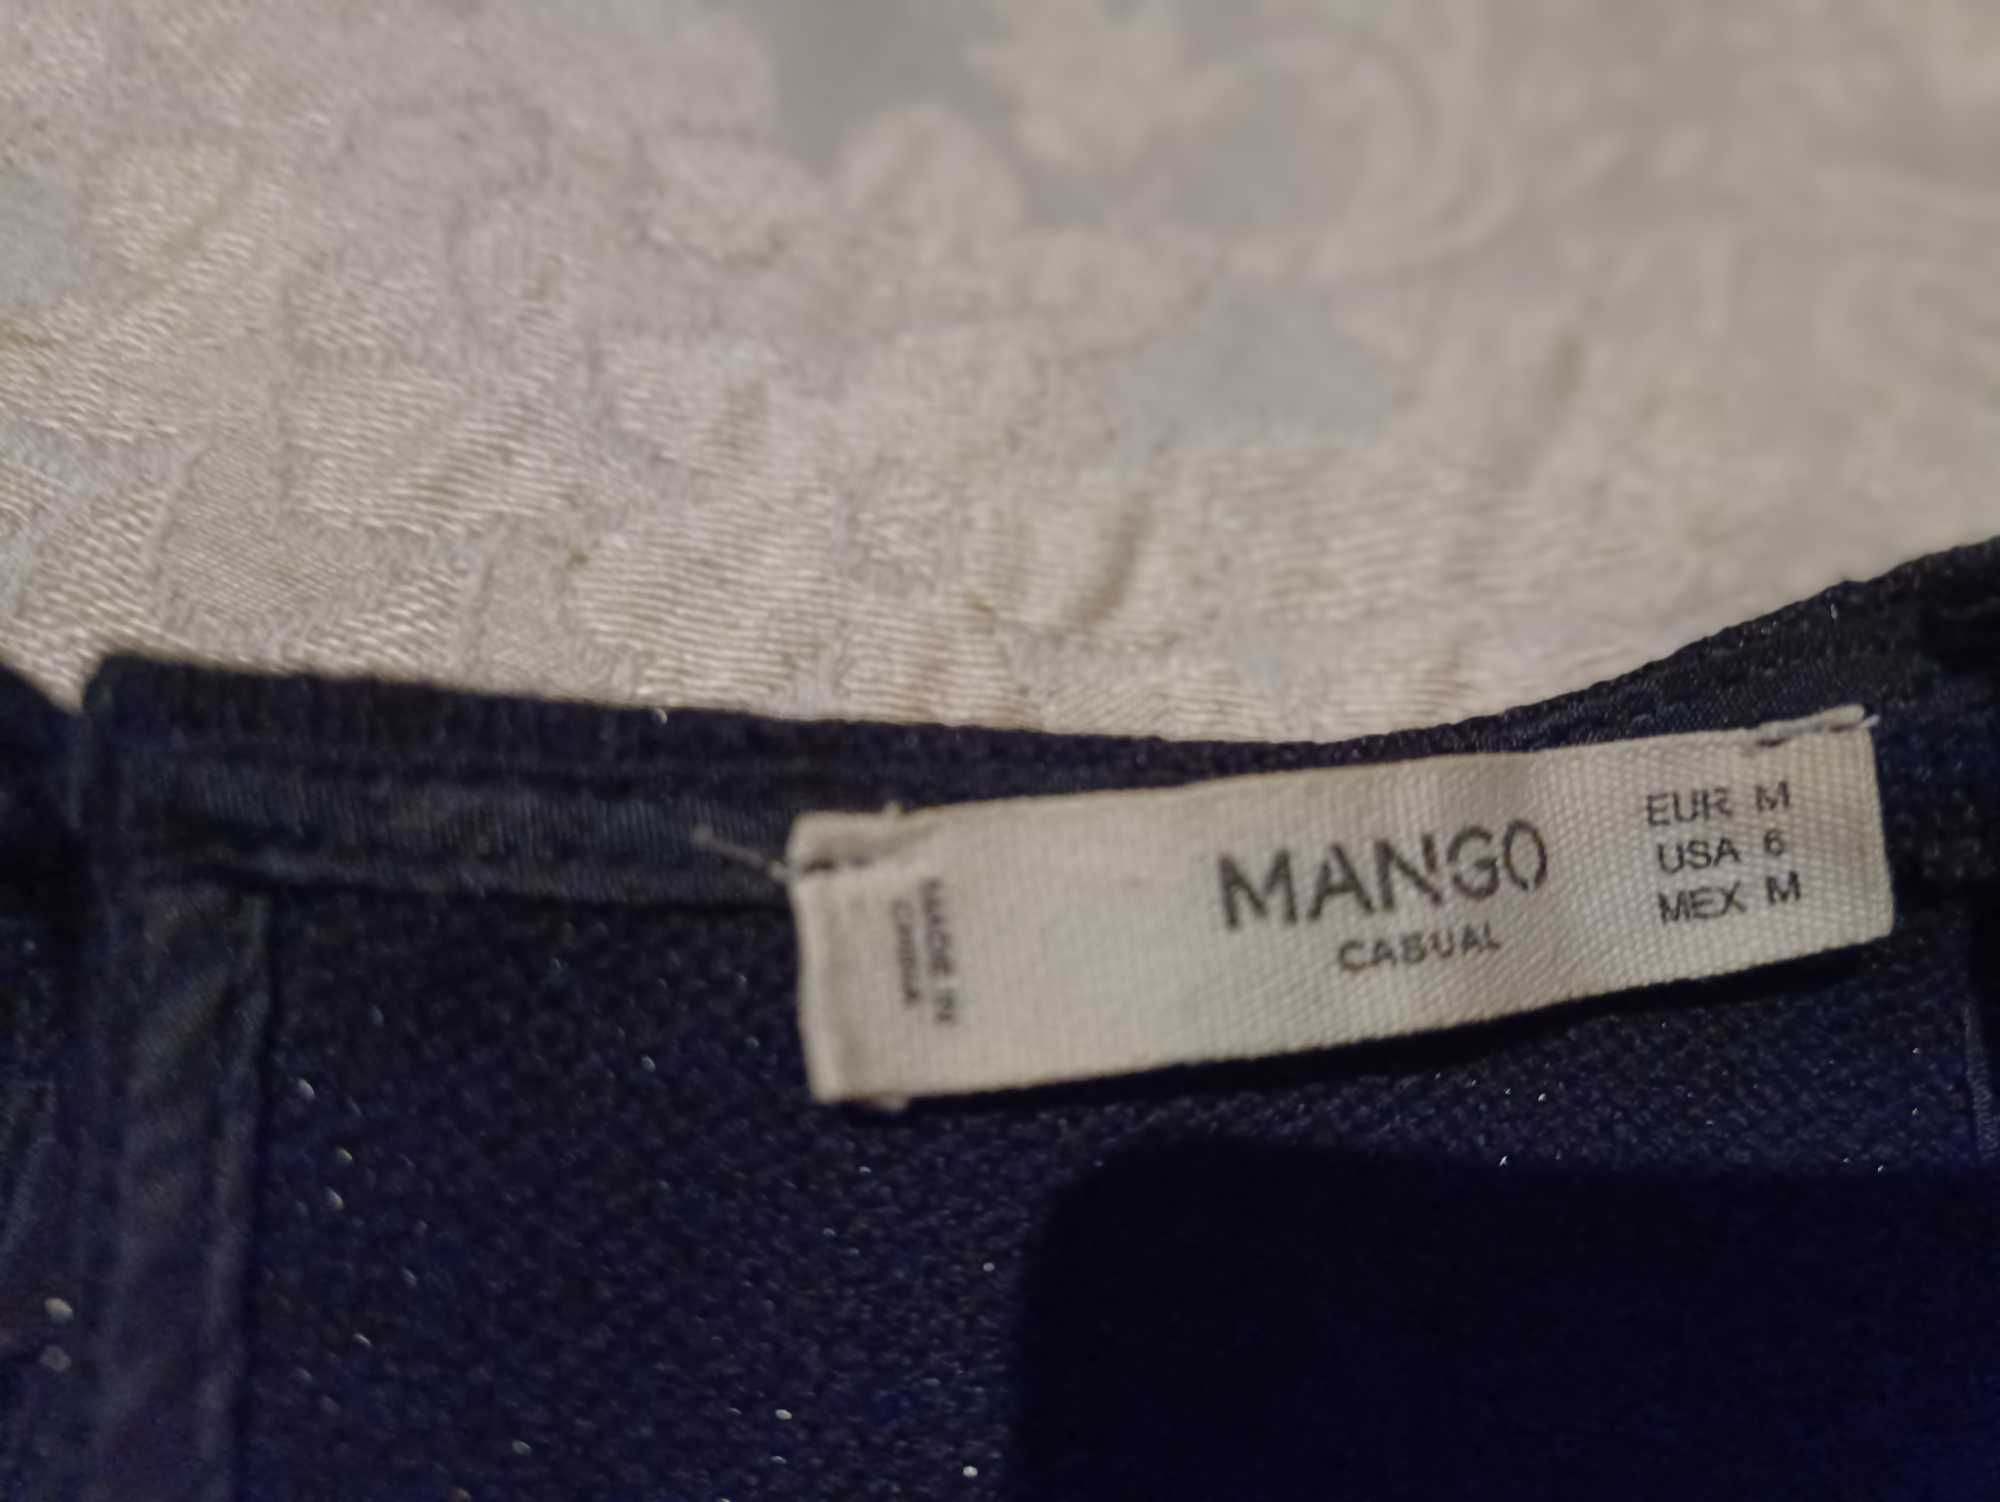 MADE IN
CHINA
MANGO
CASUAL
EUR M
USA 6
MEX M